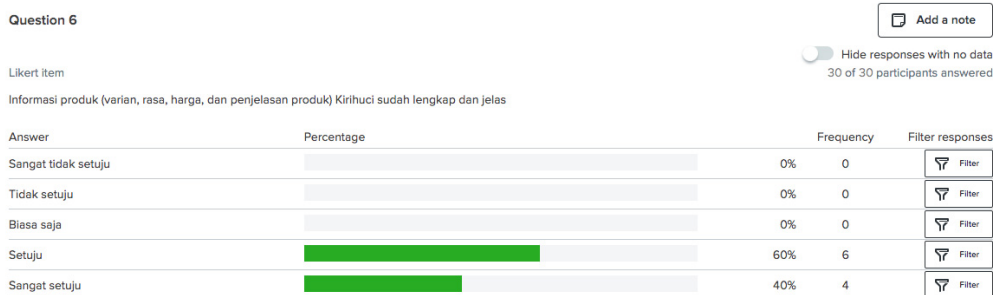 Question 6
Add a note
Hide responses with no data
Likert item
30 of 30 participants answered
Informasi produk (varian, rasa, harga, dan penjelasan produk) Kirihuci sudah lengkap dan jelas
Answer Percentage Frequency Filter responses
Sangat tidak setuju 0% 0 Filter
Tidak setuju 0% 0 Filter
Biasa saja 0% 0 Filter
Setuju 60% 6 Filter
Sangat setuju 40% 4 Filter